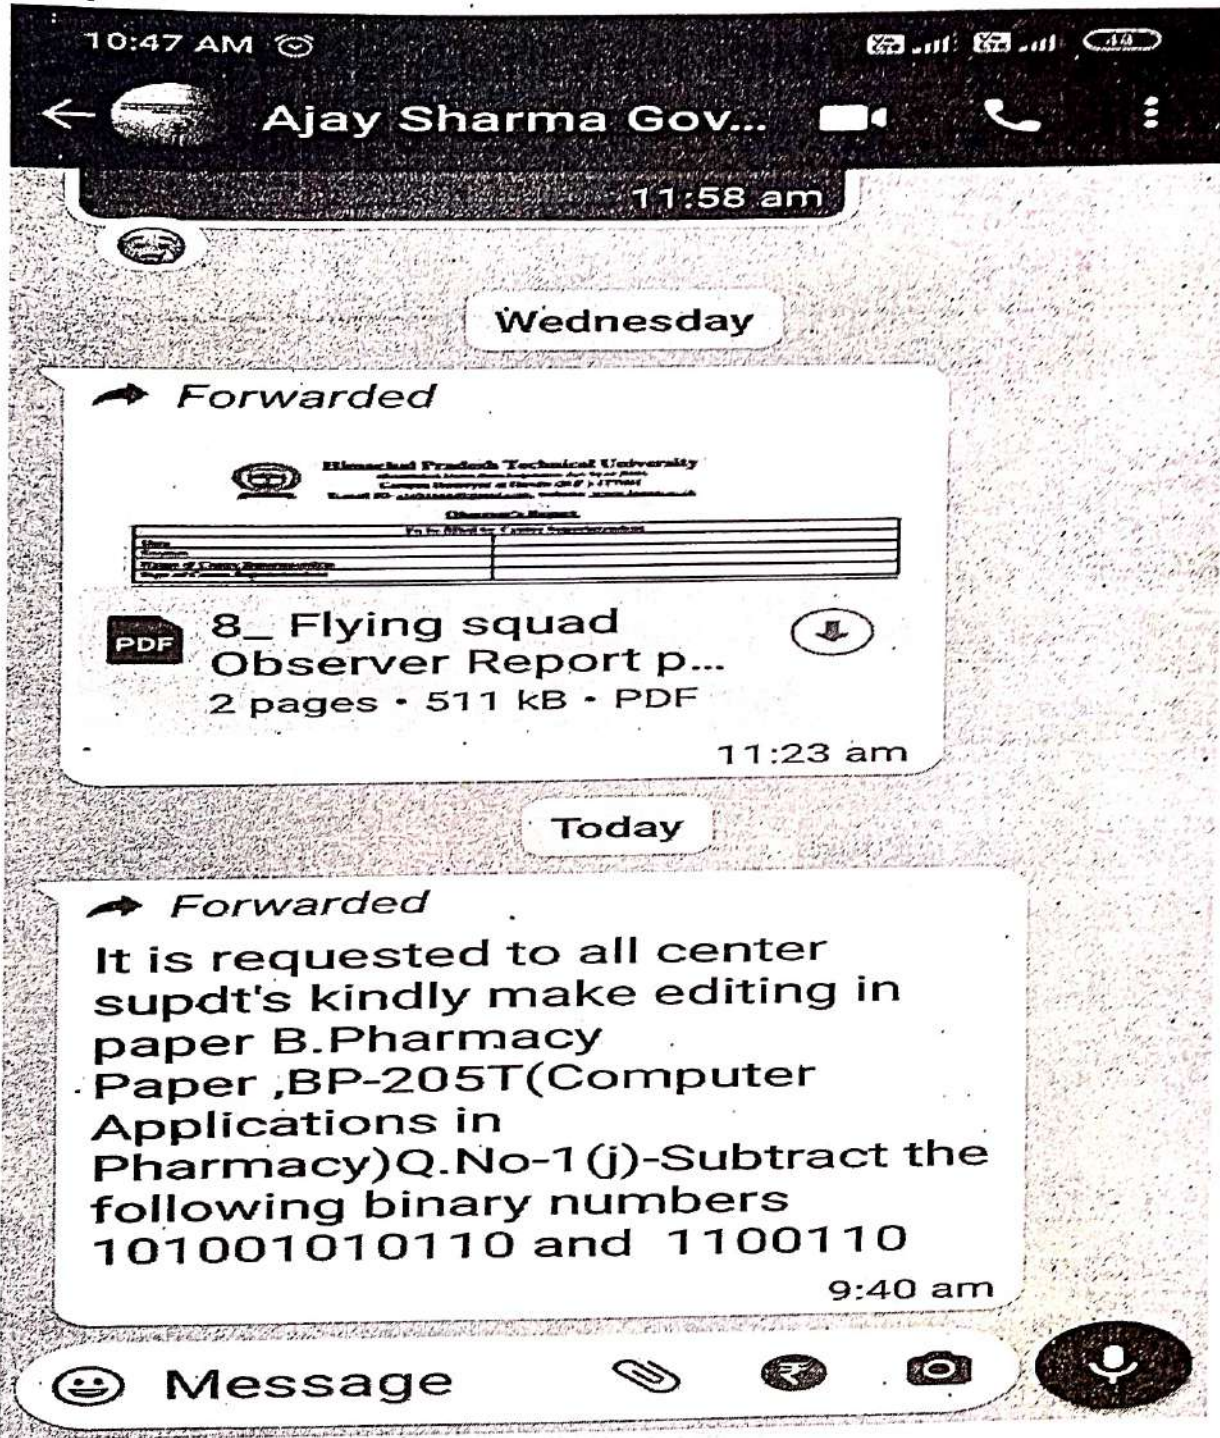 10:47 AM
Ajay Sharma Gov...
11:58 am
Wednesday
Forwarded
Himachal Pradesh Technical University
Observer's Report
8_ Flying squad
Observer Report p...
PDF
2 pages • 511 kB • PDF
11:23 am
Today
Forwarded
It is requested to all center
supdt's kindly make editing in
paper B.Pharmacy
Paper ,BP-205T(Computer
Applications in
Pharmacy)Q.No-1(j)-Subtract the
following binary numbers
101001010110 and 1100110
9:40 am
Message